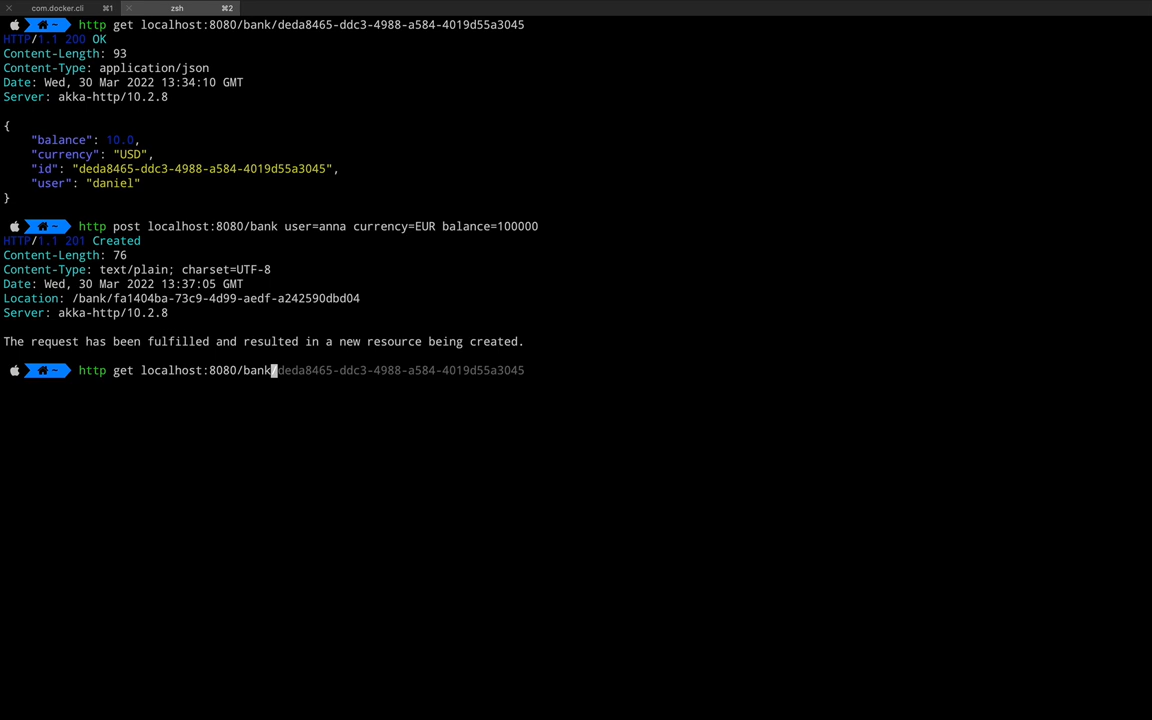 com.docker.cli ⌘1 zsh ⌘2
~ http get localhost:8080/bank/deda8465-ddc3-4988-a584-4019d55a3045
HTTP/1.1 200 OK
Content-Length: 93
Content-Type: application/json
Date: Wed, 30 Mar 2022 13:34:10 GMT
Server: akka-http/10.2.8
{
    "balance": 10.0,
    "currency": "USD",
    "id": "deda8465-ddc3-4988-a584-4019d55a3045",
    "user": "daniel"
}
~ http post localhost:8080/bank user=anna currency=EUR balance=100000
HTTP/1.1 201 Created
Content-Length: 76
Content-Type: text/plain; charset=UTF-8
Date: Wed, 30 Mar 2022 13:37:05 GMT
Location: /bank/fa1404ba-73c9-4d99-aedf-a242590dbd04
Server: akka-http/10.2.8
The request has been fulfilled and resulted in a new resource being created.
~ http get localhost:8080/bank/deda8465-ddc3-4988-a584-4019d55a3045